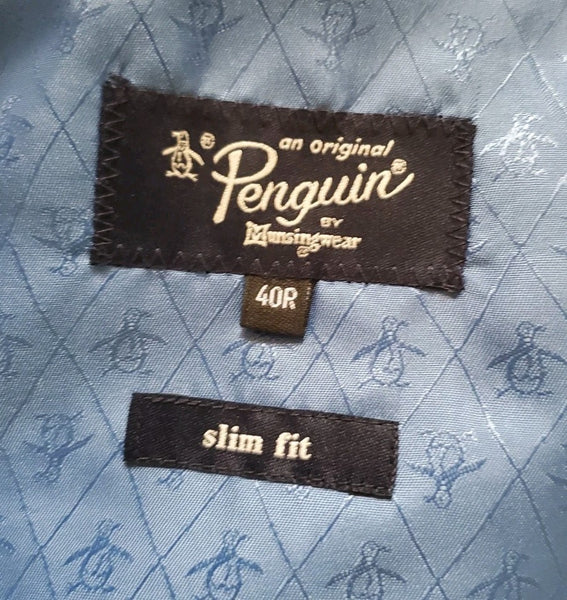 an original
® Penguin®
BY
Munsingwear
®
40R
slim fit